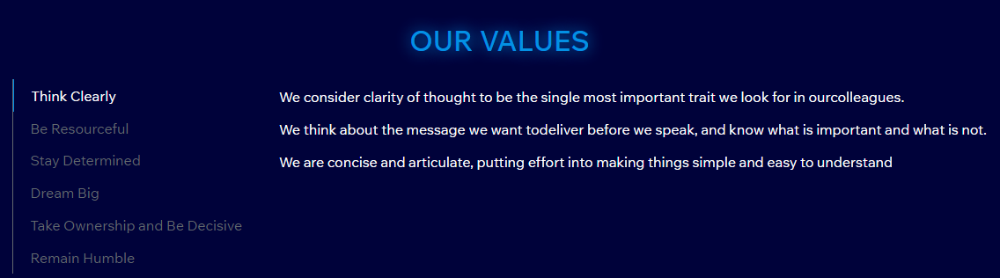 OUR VALUES
Think Clearly
Be Resourceful
Stay Determined
Dream Big
Take Ownership and Be Decisive
Remain Humble
We consider clarity of thought to be the single most important trait we look for in ourcolleagues.
We think about the message we want todeliver before we speak, and know what is important and what is not.
We are concise and articulate, putting effort into making things simple and easy to understand